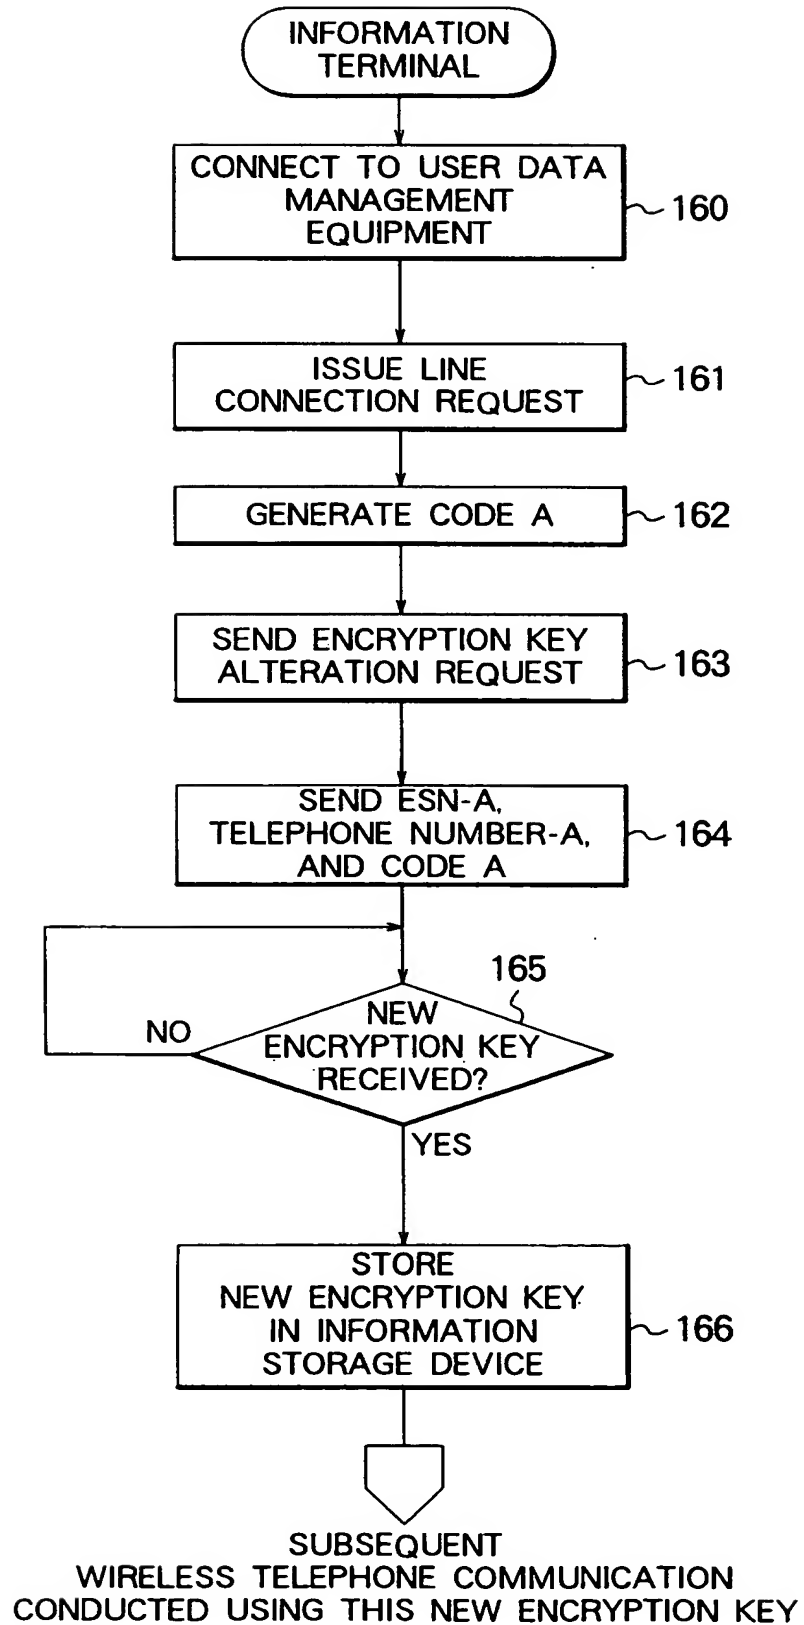 INFORMATION
TERMINAL
CONNECT TO USER DATA
MANAGEMENT
EQUIPMENT
160
ISSUE LINE
CONNECTION REQUEST
161
GENERATE CODE A
162
SEND ENCRYPTION KEY
ALTERATION REQUEST
163
SEND ESN-A,
TELEPHONE NUMBER-A,
AND CODE A
164
165
NEW
ENCRYPTION KEY
RECEIVED?
NO
YES
STORE
NEW ENCRYPTION KEY
IN INFORMATION
STORAGE DEVICE
166
SUBSEQUENT
WIRELESS TELEPHONE COMMUNICATION
CONDUCTED USING THIS NEW ENCRYPTION KEY